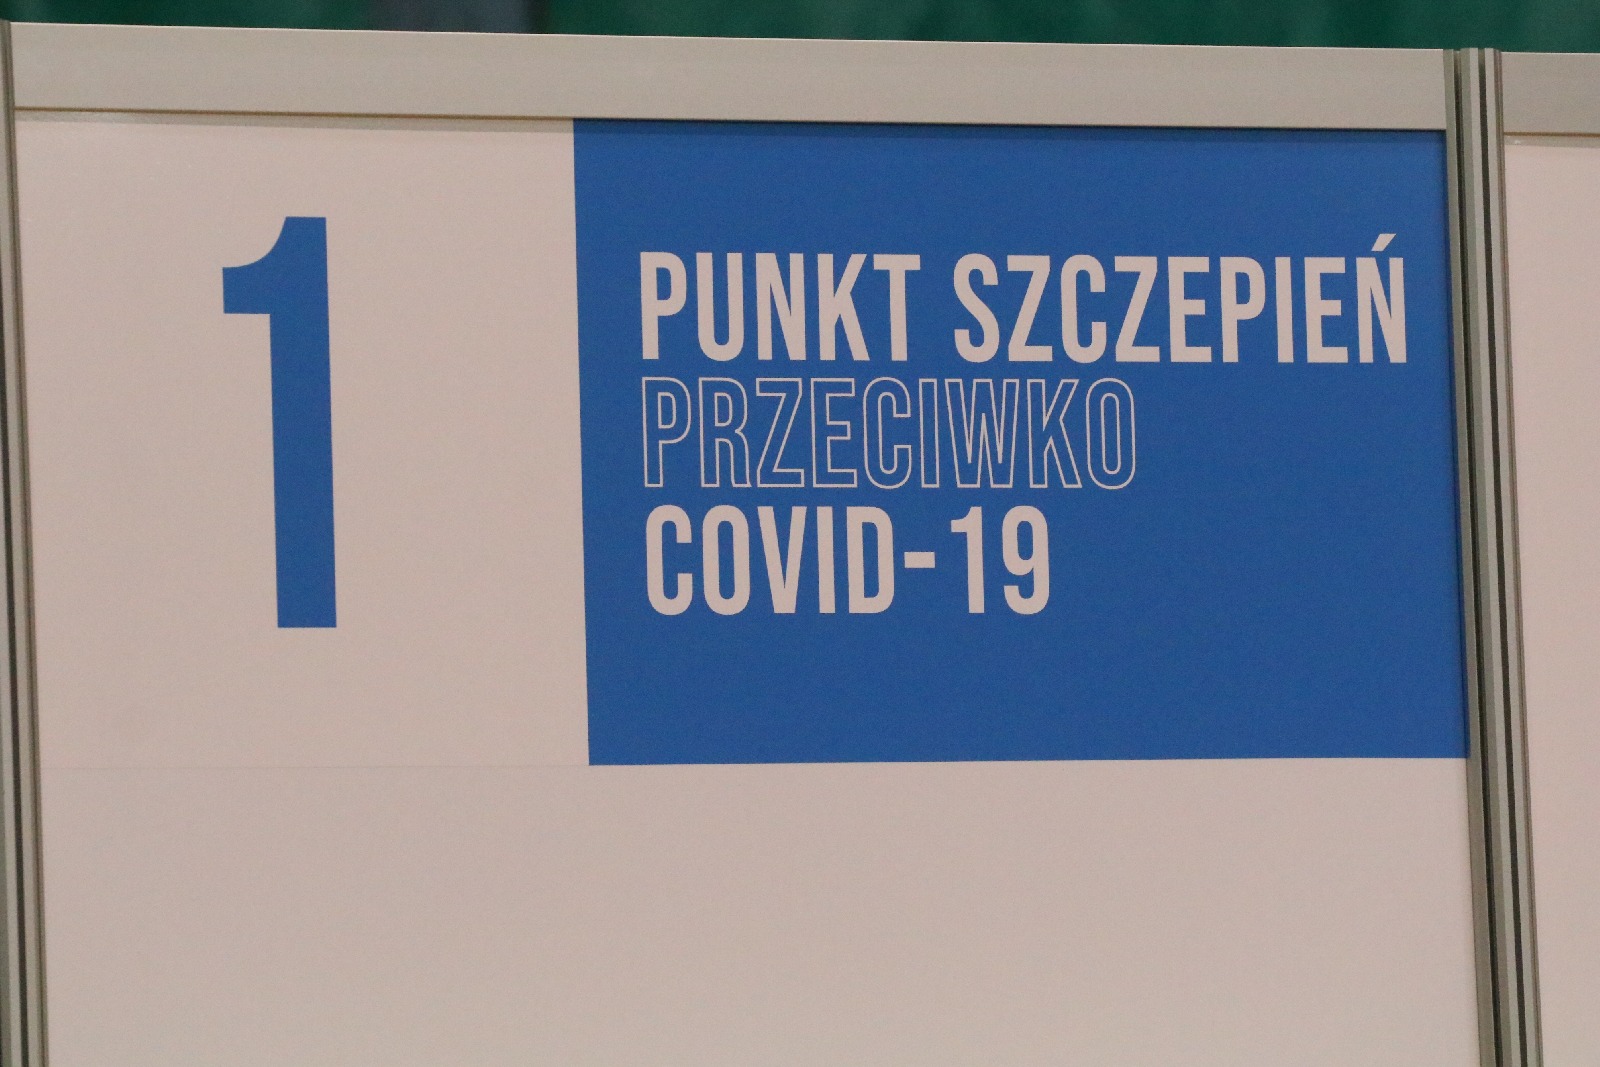 1
PUNKT SZCZEPIEŃ
PRZECIWKO
COVID-19